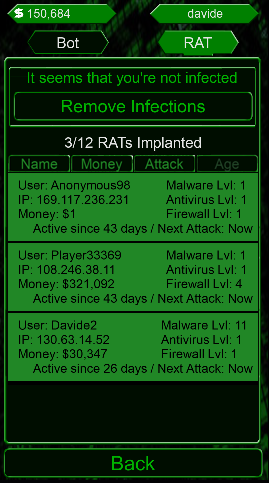 $ 150,684
davide
Bot
RAT
It seems that you're not infected
Remove Infections
3/12 RATs Implanted
Name Money Attack Age
User: Anonymous98 Malware Lvl: 1
IP: 169.117.236.231 Antivirus Lvl: 1
Money: $1 Firewall Lvl: 1
Active since 43 days / Next Attack: Now
User: Player33369 Malware Lvl: 1
IP: 108.246.38.11 Antivirus Lvl: 1
Money: $321,092 Firewall Lvl: 4
Active since 43 days / Next Attack: Now
User: Davide2 Malware Lvl: 11
IP: 130.63.14.52 Antivirus Lvl: 1
Money: $30,347 Firewall Lvl: 1
Active since 26 days / Next Attack: Now
Back